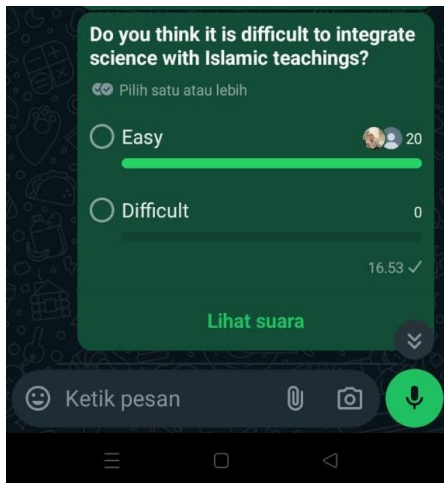 Do you think it is difficult to integrate
science with Islamic teachings?
Pilih satu atau lebih
Easy 20
Difficult 0
16.53
Lihat suara
Ketik pesan